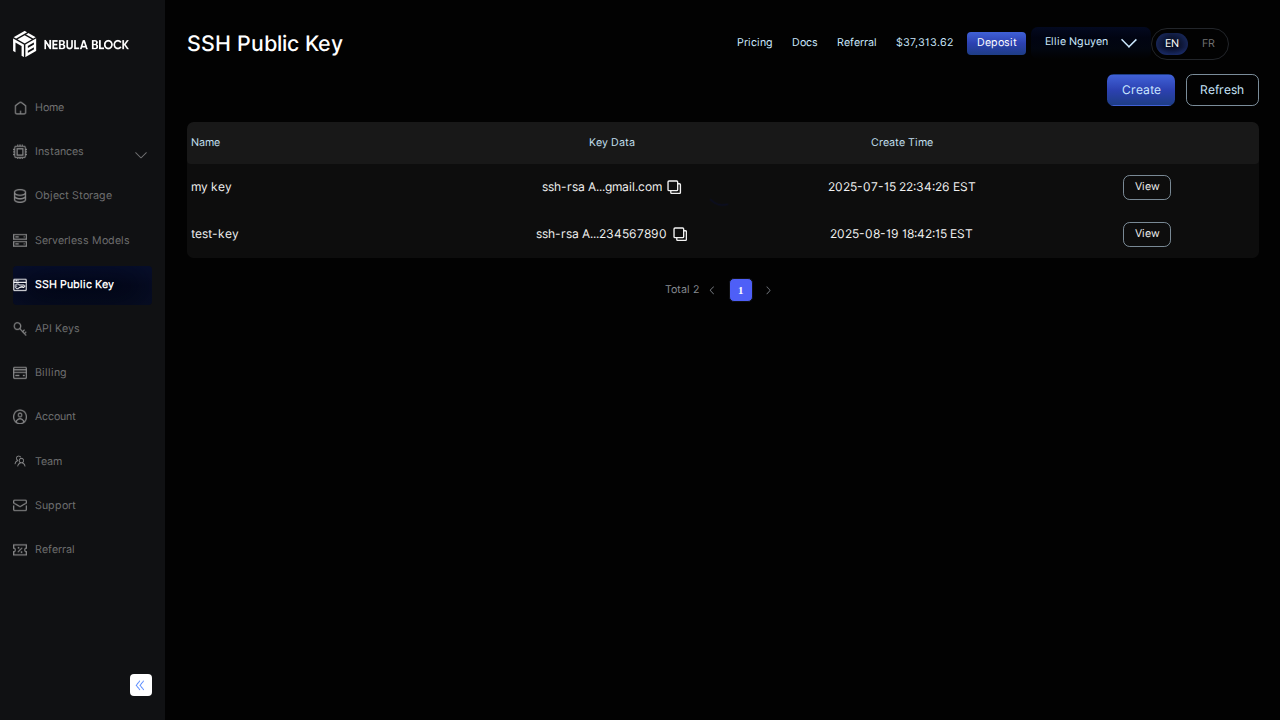 NEBULA BLOCK
Home
Instances
Object Storage
Serverless Models
SSH Public Key
API Keys
Billing
Account
Team
Support
Referral
SSH Public Key
Pricing Docs Referral $37,313.62 Deposit Ellie Nguyen EN FR
Create Refresh
Name Key Data Create Time
my key ssh-rsa A...gmail.com 2025-07-15 22:34:26 EST View
test-key ssh-rsa A...234567890 2025-08-19 18:42:15 EST View
Total 2 1